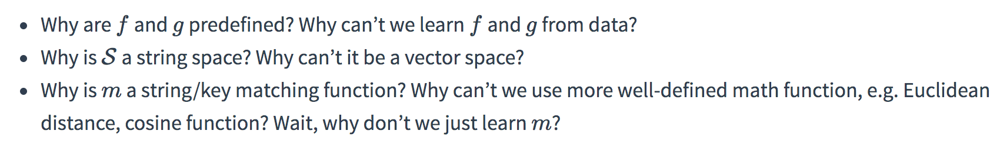 • Why are f and g predefined? Why can’t we learn f and g from data?
• Why is 𝒮 a string space? Why can’t it be a vector space?
• Why is m a string/key matching function? Why can’t we use more well-defined math function, e.g. Euclidean
distance, cosine function? Wait, why don’t we just learn m?